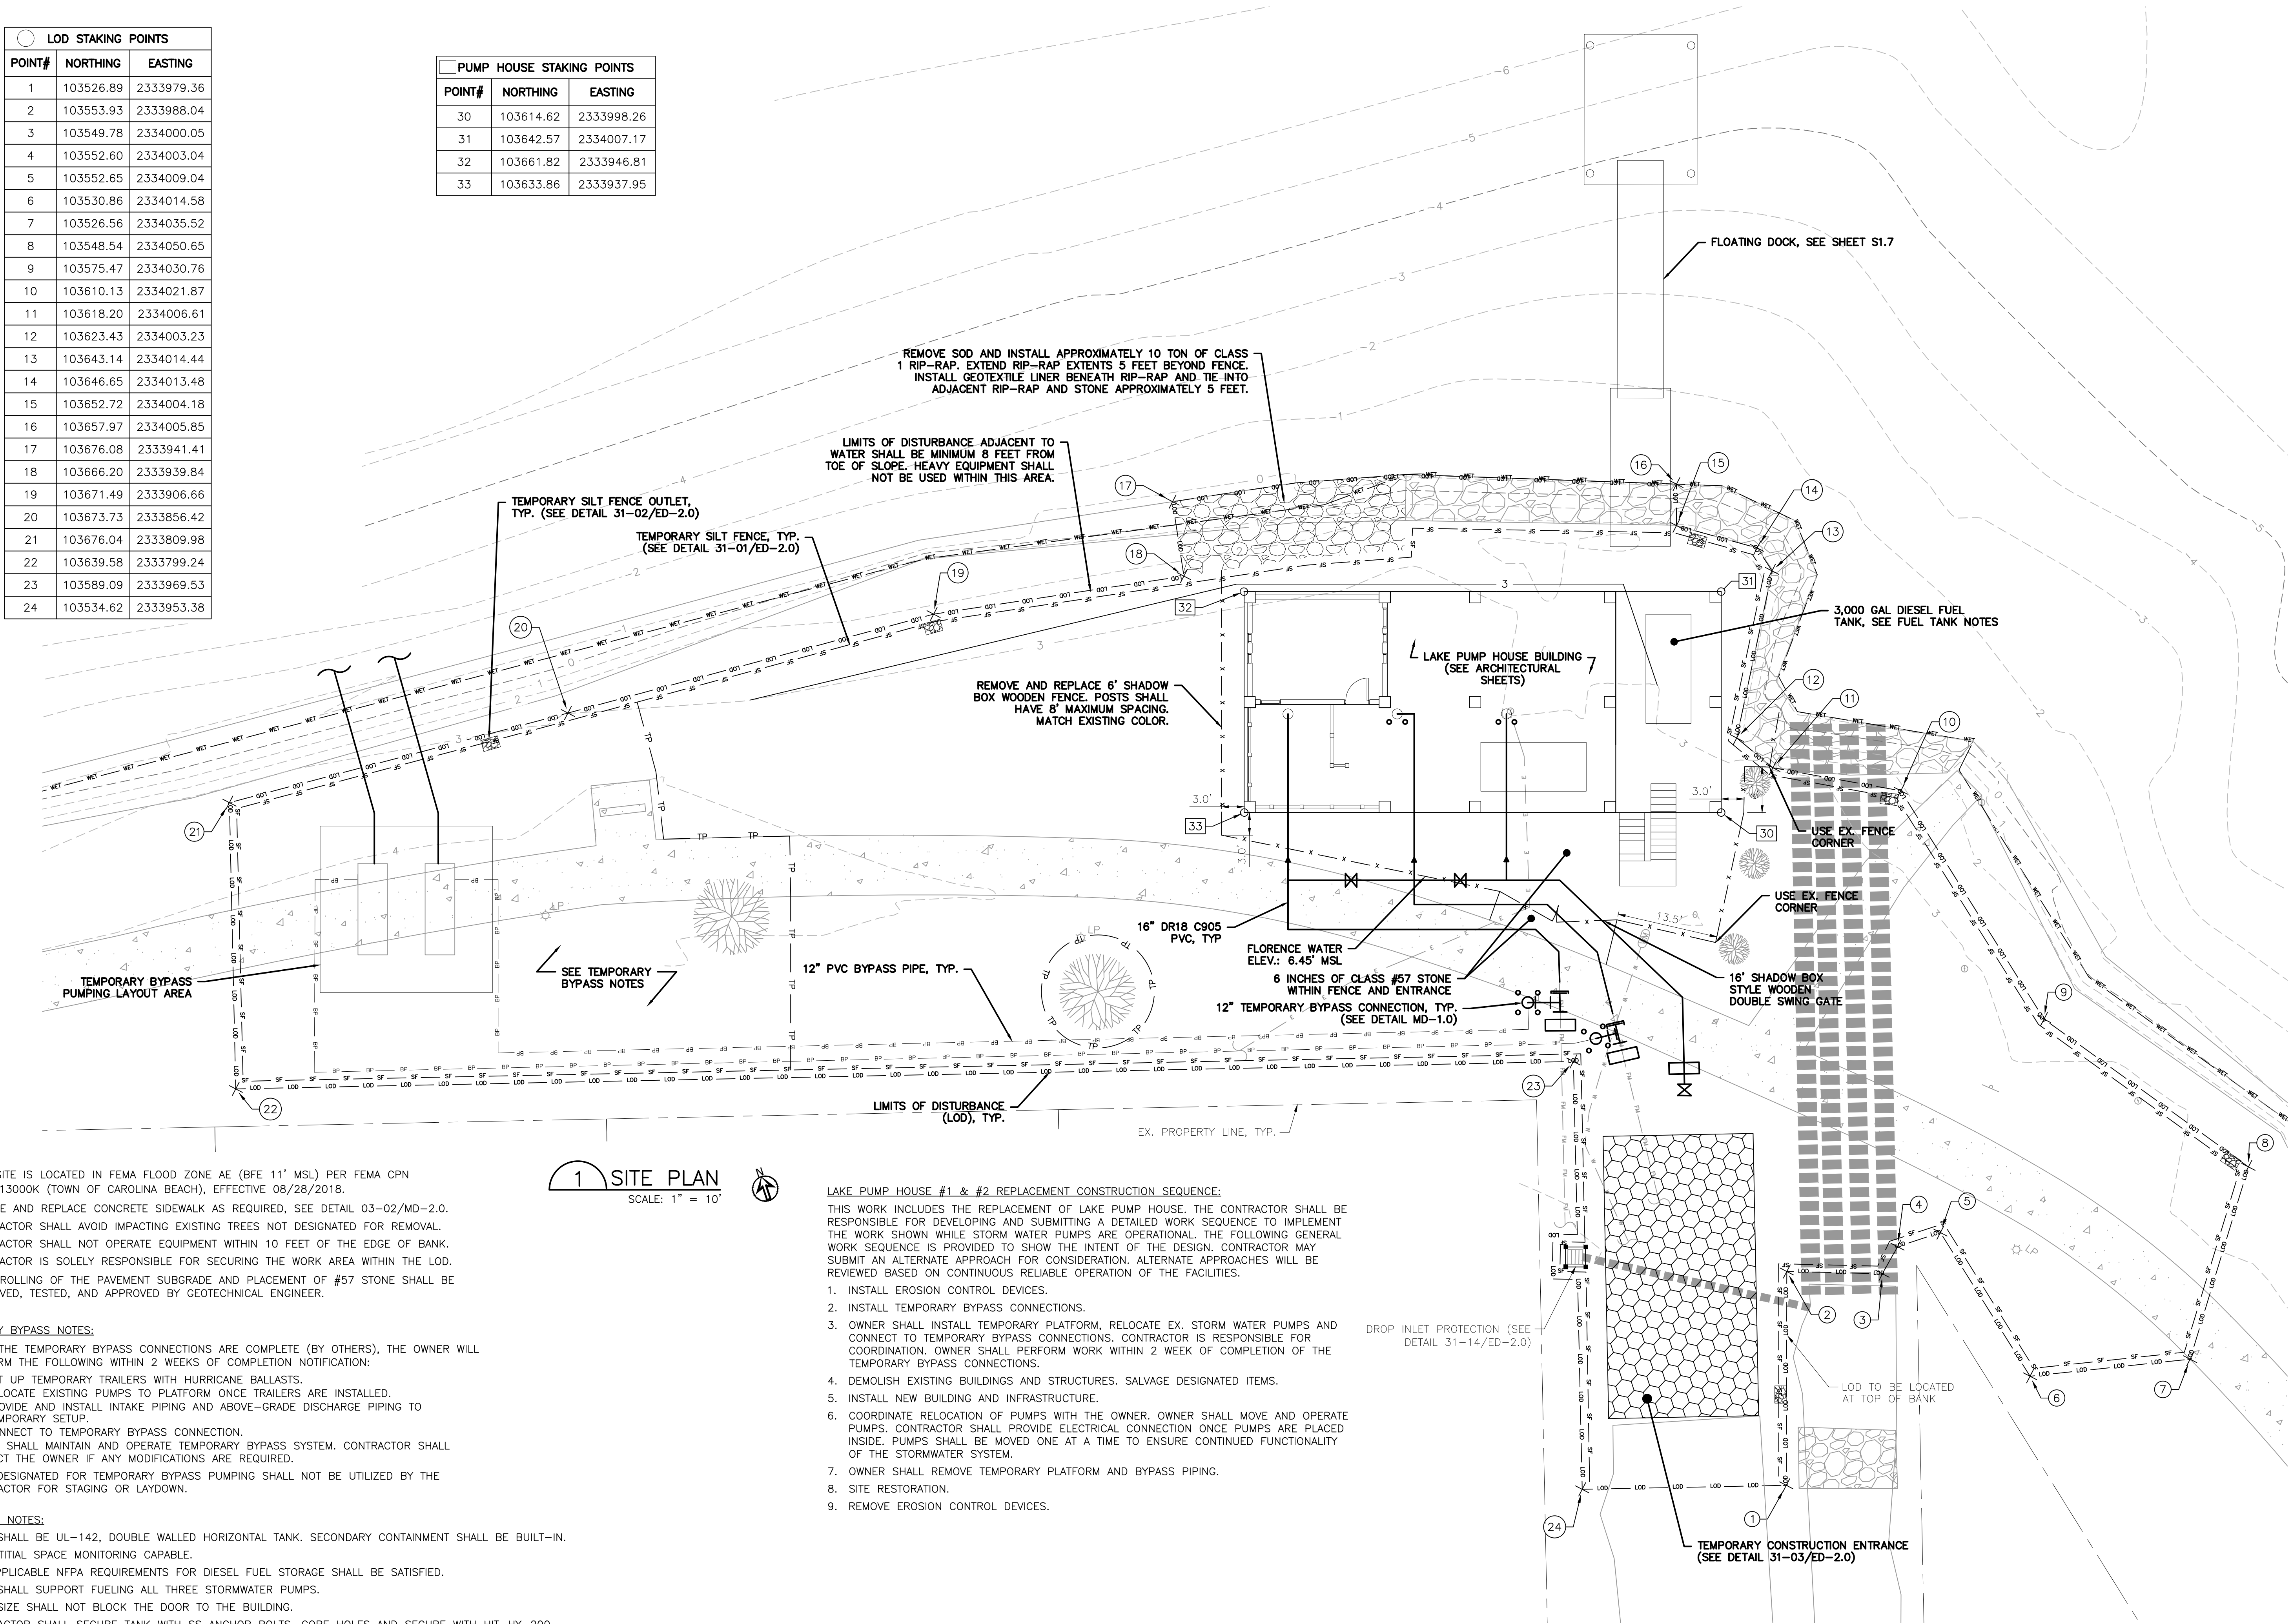 LOD STAKING POINTS
POINT# NORTHING EASTING
1 103526.89 2333979.36
2 103553.93 2333988.04
3 103549.78 2334000.05
4 103552.60 2334003.04
5 103552.65 2334009.04
6 103530.86 2334014.58
7 103526.56 2334035.52
8 103548.54 2334050.65
9 103575.47 2334030.76
10 103610.13 2334021.87
11 103618.20 2334006.61
12 103623.43 2334003.23
13 103643.14 2334014.44
14 103646.65 2334013.48
15 103652.72 2334004.18
16 103657.97 2334005.85
17 103676.08 2333941.41
18 103666.20 2333939.84
19 103671.49 2333906.66
20 103673.73 2333856.42
21 103676.04 2333809.98
22 103639.58 2333799.24
23 103589.09 2333969.53
24 103534.62 2333953.38
PUMP HOUSE STAKING POINTS
POINT# NORTHING EASTING
30 103614.62 2333998.26
31 103642.57 2334007.17
32 103661.82 2333946.81
33 103633.86 2333937.95
FLOATING DOCK, SEE SHEET S1.7
REMOVE SOD AND INSTALL APPROXIMATELY 10 TON OF CLASS
1 RIP-RAP. EXTEND RIP-RAP EXTENTS 5 FEET BEYOND FENCE.
INSTALL GEOTEXTILE LINER BENEATH RIP-RAP AND TIE INTO
ADJACENT RIP-RAP AND STONE APPROXIMATELY 5 FEET.
LIMITS OF DISTURBANCE ADJACENT TO
WATER SHALL BE MINIMUM 8 FEET FROM
TOE OF SLOPE. HEAVY EQUIPMENT SHALL
NOT BE USED WITHIN THIS AREA.
TEMPORARY SILT FENCE OUTLET,
TYP. (SEE DETAIL 31-02/ED-2.0)
TEMPORARY SILT FENCE, TYP.
(SEE DETAIL 31-01/ED-2.0)
3,000 GAL DIESEL FUEL
TANK, SEE FUEL TANK NOTES
LAKE PUMP HOUSE BUILDING
(SEE ARCHITECTURAL
SHEETS)
REMOVE AND REPLACE 6' SHADOW
BOX WOODEN FENCE. POSTS SHALL
HAVE 8' MAXIMUM SPACING.
MATCH EXISTING COLOR.
3.0'
3.0'
3.0'
USE EX. FENCE
CORNER
USE EX. FENCE
CORNER
13.5'
16" DR18 C905
PVC, TYP
FLORENCE WATER
ELEV.: 6.45' MSL
6 INCHES OF CLASS #57 STONE
WITHIN FENCE AND ENTRANCE
12" TEMPORARY BYPASS CONNECTION, TYP.
(SEE DETAIL MD-1.0)
16' SHADOW BOX
STYLE WOODEN
DOUBLE SWING GATE
TEMPORARY BYPASS
PUMPING LAYOUT AREA
SEE TEMPORARY
BYPASS NOTES
12" PVC BYPASS PIPE, TYP.
LIMITS OF DISTURBANCE
(LOD), TYP.
EX. PROPERTY LINE, TYP.
1 SITE PLAN
SCALE: 1" = 10'
N
SITE IS LOCATED IN FEMA FLOOD ZONE AE (BFE 11' MSL) PER FEMA CPN
13000K (TOWN OF CAROLINA BEACH), EFFECTIVE 08/28/2018.
E AND REPLACE CONCRETE SIDEWALK AS REQUIRED, SEE DETAIL 03-02/MD-2.0.
ACTOR SHALL AVOID IMPACTING EXISTING TREES NOT DESIGNATED FOR REMOVAL.
ACTOR SHALL NOT OPERATE EQUIPMENT WITHIN 10 FEET OF THE EDGE OF BANK.
ACTOR IS SOLELY RESPONSIBLE FOR SECURING THE WORK AREA WITHIN THE LOD.
ROLLING OF THE PAVEMENT SUBGRADE AND PLACEMENT OF #57 STONE SHALL BE
VED, TESTED, AND APPROVED BY GEOTECHNICAL ENGINEER.
Y BYPASS NOTES:
THE TEMPORARY BYPASS CONNECTIONS ARE COMPLETE (BY OTHERS), THE OWNER WILL
RM THE FOLLOWING WITHIN 2 WEEKS OF COMPLETION NOTIFICATION:
T UP TEMPORARY TRAILERS WITH HURRICANE BALLASTS.
LOCATE EXISTING PUMPS TO PLATFORM ONCE TRAILERS ARE INSTALLED.
OVIDE AND INSTALL INTAKE PIPING AND ABOVE-GRADE DISCHARGE PIPING TO
MPORARY SETUP.
NNECT TO TEMPORARY BYPASS CONNECTION.
SHALL MAINTAIN AND OPERATE TEMPORARY BYPASS SYSTEM. CONTRACTOR SHALL
CT THE OWNER IF ANY MODIFICATIONS ARE REQUIRED.
DESIGNATED FOR TEMPORARY BYPASS PUMPING SHALL NOT BE UTILIZED BY THE
ACTOR FOR STAGING OR LAYDOWN.
NOTES:
SHALL BE UL-142, DOUBLE WALLED HORIZONTAL TANK. SECONDARY CONTAINMENT SHALL BE BUILT-IN.
TITIAL SPACE MONITORING CAPABLE.
PPLICABLE NFPA REQUIREMENTS FOR DIESEL FUEL STORAGE SHALL BE SATISFIED.
SHALL SUPPORT FUELING ALL THREE STORMWATER PUMPS.
SIZE SHALL NOT BLOCK THE DOOR TO THE BUILDING.
ACTOR SHALL SECURE TANK WITH SS ANCHOR BOLTS. CORE HOLES AND SECURE WITH HIT-HY 200
LAKE PUMP HOUSE #1 & #2 REPLACEMENT CONSTRUCTION SEQUENCE:
THIS WORK INCLUDES THE REPLACEMENT OF LAKE PUMP HOUSE. THE CONTRACTOR SHALL BE
RESPONSIBLE FOR DEVELOPING AND SUBMITTING A DETAILED WORK SEQUENCE TO IMPLEMENT
THE WORK SHOWN WHILE STORM WATER PUMPS ARE OPERATIONAL. THE FOLLOWING GENERAL
WORK SEQUENCE IS PROVIDED TO SHOW THE INTENT OF THE DESIGN. CONTRACTOR MAY
SUBMIT AN ALTERNATE APPROACH FOR CONSIDERATION. ALTERNATE APPROACHES WILL BE
REVIEWED BASED ON CONTINUOUS RELIABLE OPERATION OF THE FACILITIES.
1. INSTALL EROSION CONTROL DEVICES.
2. INSTALL TEMPORARY BYPASS CONNECTIONS.
3. OWNER SHALL INSTALL TEMPORARY PLATFORM, RELOCATE EX. STORM WATER PUMPS AND
CONNECT TO TEMPORARY BYPASS CONNECTIONS. CONTRACTOR IS RESPONSIBLE FOR
COORDINATION. OWNER SHALL PERFORM WORK WITHIN 2 WEEK OF COMPLETION OF THE
TEMPORARY BYPASS CONNECTIONS.
4. DEMOLISH EXISTING BUILDINGS AND STRUCTURES. SALVAGE DESIGNATED ITEMS.
5. INSTALL NEW BUILDING AND INFRASTRUCTURE.
6. COORDINATE RELOCATION OF PUMPS WITH THE OWNER. OWNER SHALL MOVE AND OPERATE
PUMPS. CONTRACTOR SHALL PROVIDE ELECTRICAL CONNECTION ONCE PUMPS ARE PLACED
INSIDE. PUMPS SHALL BE MOVED ONE AT A TIME TO ENSURE CONTINUED FUNCTIONALITY
OF THE STORMWATER SYSTEM.
7. OWNER SHALL REMOVE TEMPORARY PLATFORM AND BYPASS PIPING.
8. SITE RESTORATION.
9. REMOVE EROSION CONTROL DEVICES.
DROP INLET PROTECTION (SEE
DETAIL 31-14/ED-2.0)
LOD TO BE LOCATED
AT TOP OF BANK
TEMPORARY CONSTRUCTION ENTRANCE
(SEE DETAIL 31-03/ED-2.0)